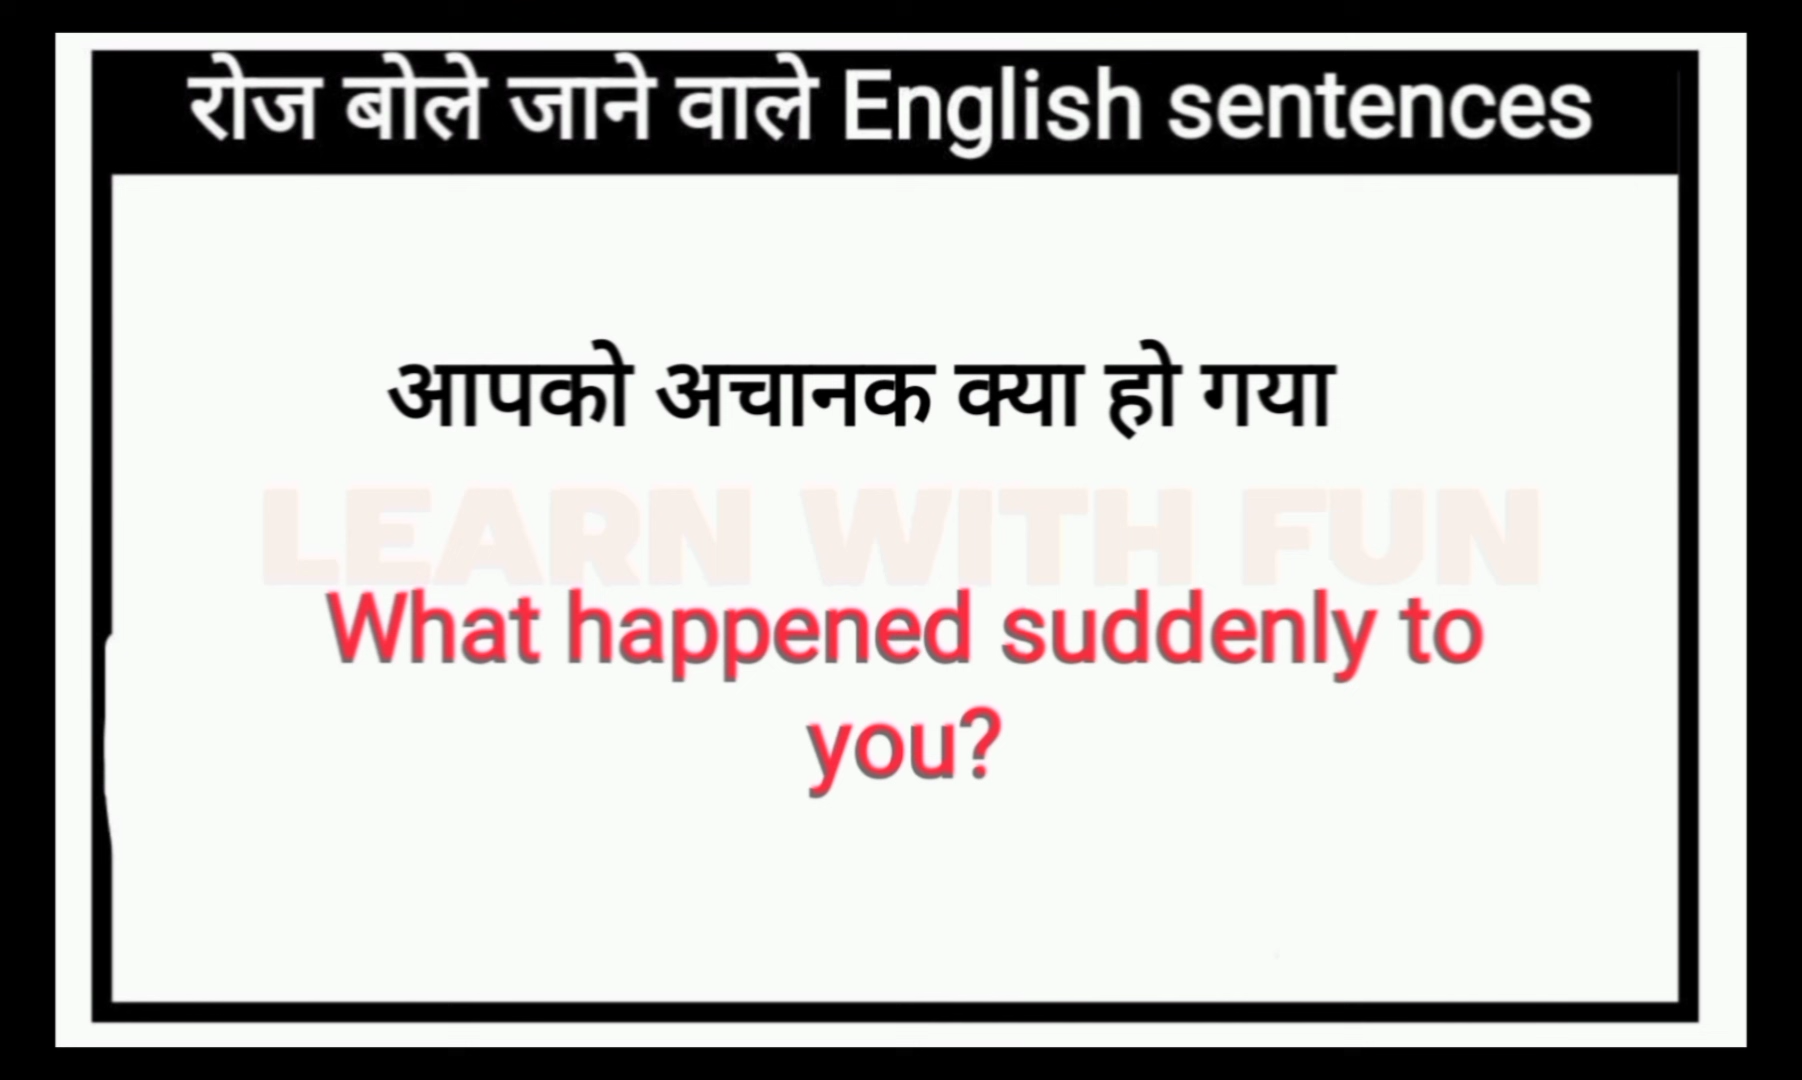 रोज बोले जाने वाले English sentences
आपको अचानक क्या हो गया
LEARN WITH FUN
What happened suddenly to
you?